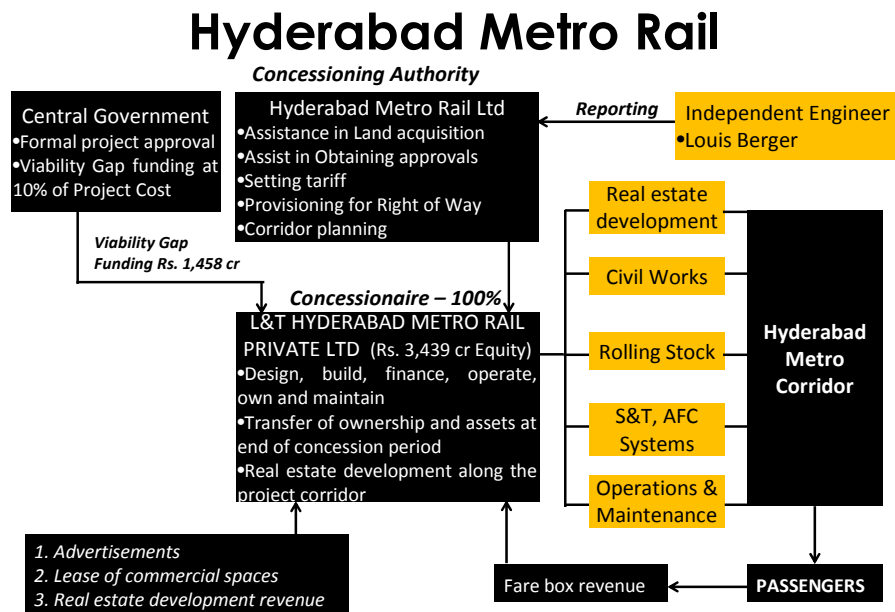 Hyderabad Metro Rail
Concessioning Authority
Central Government
•Formal project approval
•Viability Gap funding at
10% of Project Cost
Hyderabad Metro Rail Ltd
•Assistance in Land acquisition
•Assist in Obtaining approvals
•Setting tariff
•Provisioning for Right of Way
•Corridor planning
Reporting
Independent Engineer
•Louis Berger
Viability Gap
Funding Rs. 1,458 cr
Concessionaire – 100%
L&T HYDERABAD METRO RAIL
PRIVATE LTD (Rs. 3,439 cr Equity)
•Design, build, finance, operate,
own and maintain
•Transfer of ownership and assets at
end of concession period
•Real estate development along the
project corridor
Real estate
development
Civil Works
Rolling Stock
S&T, AFC
Systems
Operations &
Maintenance
Hyderabad
Metro
Corridor
1. Advertisements
2. Lease of commercial spaces
3. Real estate development revenue
Fare box revenue
PASSENGERS